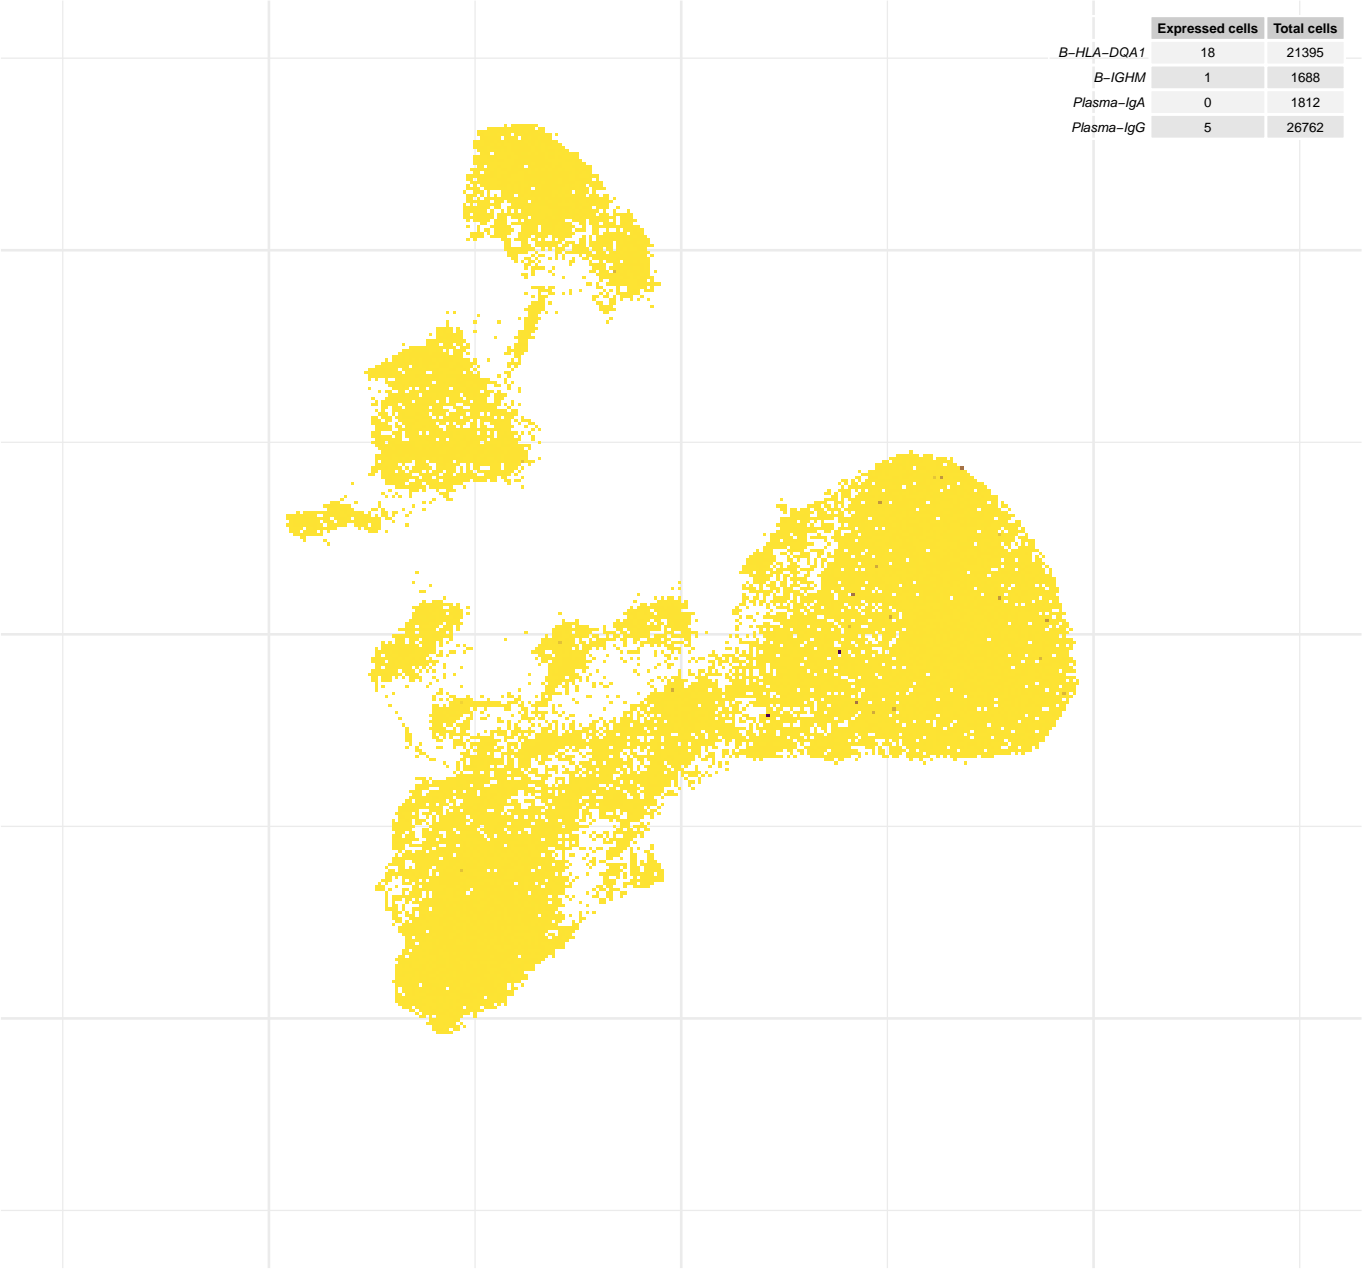 Expressed cells Total cells
B−HLA−DQA1 18 21395
B−IGHM 1 1688
Plasma−IgA 0 1812
Plasma−IgG 5 26762